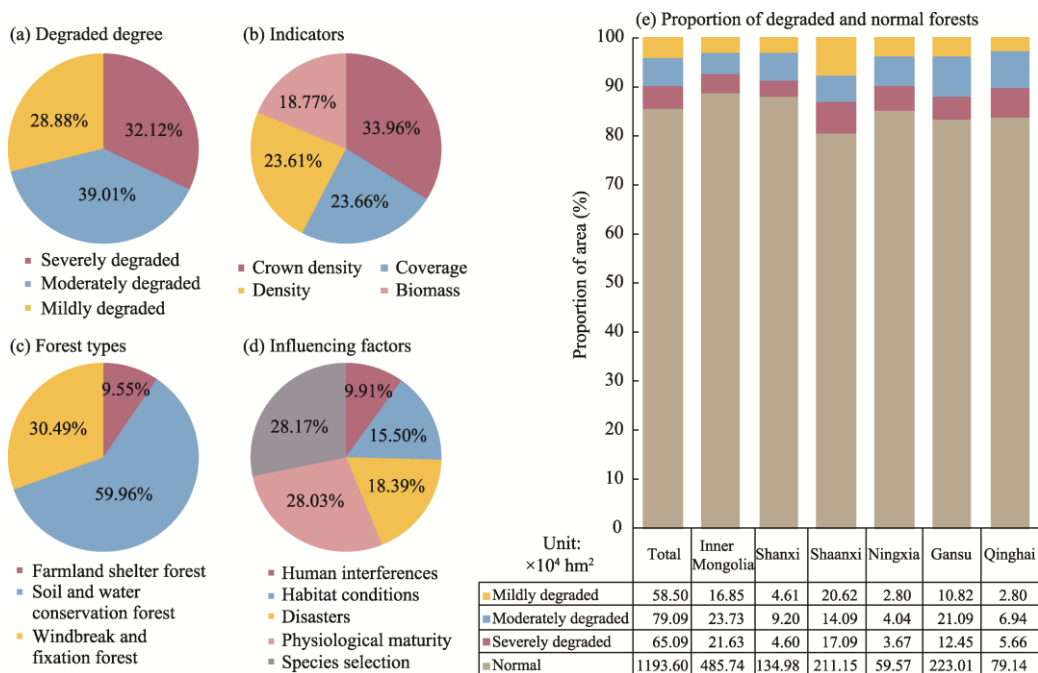 (a) Degraded degree
28.88%
32.12%
39.01%
Severely degraded
Moderately degraded
Mildly degraded
(b) Indicators
18.77%
33.96%
23.61%
23.66%
Crown density
Coverage
Density
Biomass
(c) Forest types
9.55%
30.49%
59.96%
Farmland shelter forest
Soil and water
conservation forest
Windbreak and
fixation forest
(d) Influencing factors
9.91%
28.17%
15.50%
18.39%
28.03%
Human interferences
Habitat conditions
Disasters
Physiological maturity
Species selection
(e) Proportion of degraded and normal forests
Proportion of area (%)
100
90
80
70
60
50
40
30
20
10
0
Unit:
×10⁴ hm²
Total Inner Mongolia Shanxi Shaanxi Ningxia Gansu Qinghai
Mildly degraded 58.50 16.85 4.61 20.62 2.80 10.82 2.80
Moderately degraded 79.09 23.73 9.20 14.09 4.04 21.09 6.94
Severely degraded 65.09 21.63 4.60 17.09 3.67 12.45 5.66
Normal 1193.60 485.74 134.98 211.15 59.57 223.01 79.14